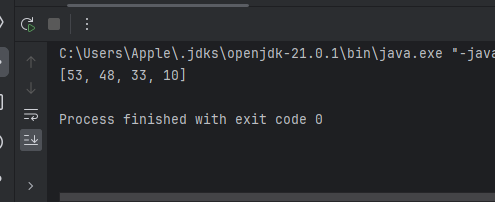 C:\Users\Apple\.jdks\openjdk-21.0.1\bin\java.exe "-java
[53, 48, 33, 10]
Process finished with exit code 0